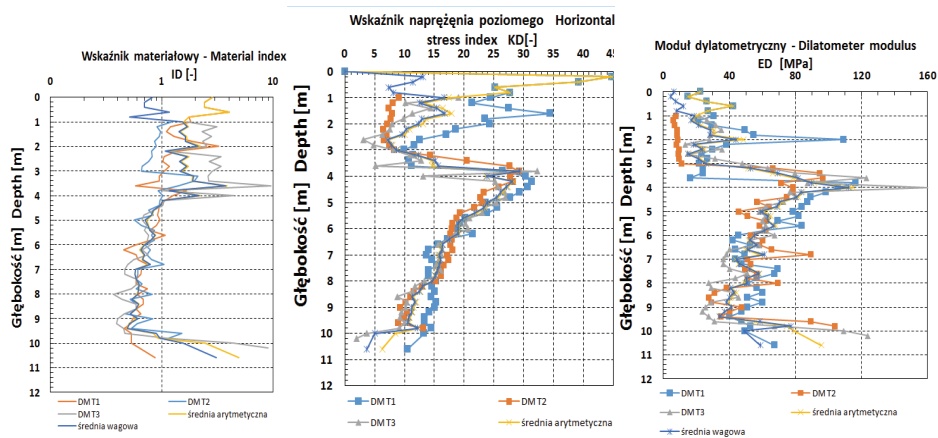 Wskaźnik materiałowy - Material index
ID [-]
0 1 10
Głębokość [m] Depth [m]
0
1
2
3
4
5
6
7
8
9
10
11
12
DMT1 DMT2
DMT3 średnia arytmetyczna
średnia wagowa
Wskaźnik naprężenia poziomego Horizontal
stress index KD[-]
0 5 10 15 20 25 30 35 40 45
Głębokość [m] Depth [m]
0
1
2
3
4
5
6
7
8
9
10
11
12
DMT1 DMT2
DMT3 średnia arytmetyczna
średnia wagowa
Moduł dylatometryczny - Dilatometer modulus
ED [MPa]
0 40 80 120 160
Głębokość [m] Depth [m]
0
1
2
3
4
5
6
7
8
9
10
11
12
DMT1 DMT2
DMT3 średnia arytmetyczna
średnia wagowa